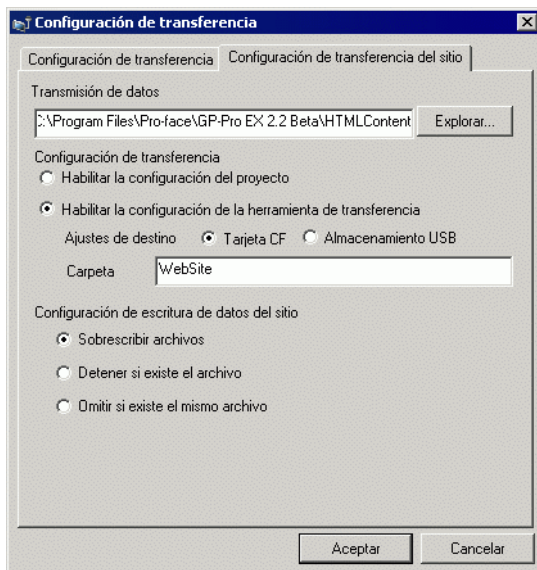 Configuración de transferencia
Configuración de transferencia Configuración de transferencia del sitio
Transmisión de datos
:\Program Files\Pro-face\GP-Pro EX 2.2 Beta\HTMLContent Explorar...
Configuración de transferencia
Habilitar la configuración del proyecto
Habilitar la configuración de la herramienta de transferencia
Ajustes de destino Tarjeta CF Almacenamiento USB
Carpeta WebSite
Configuración de escritura de datos del sitio
Sobrescribir archivos
Detener si existe el archivo
Omitir si existe el mismo archivo
Aceptar Cancelar